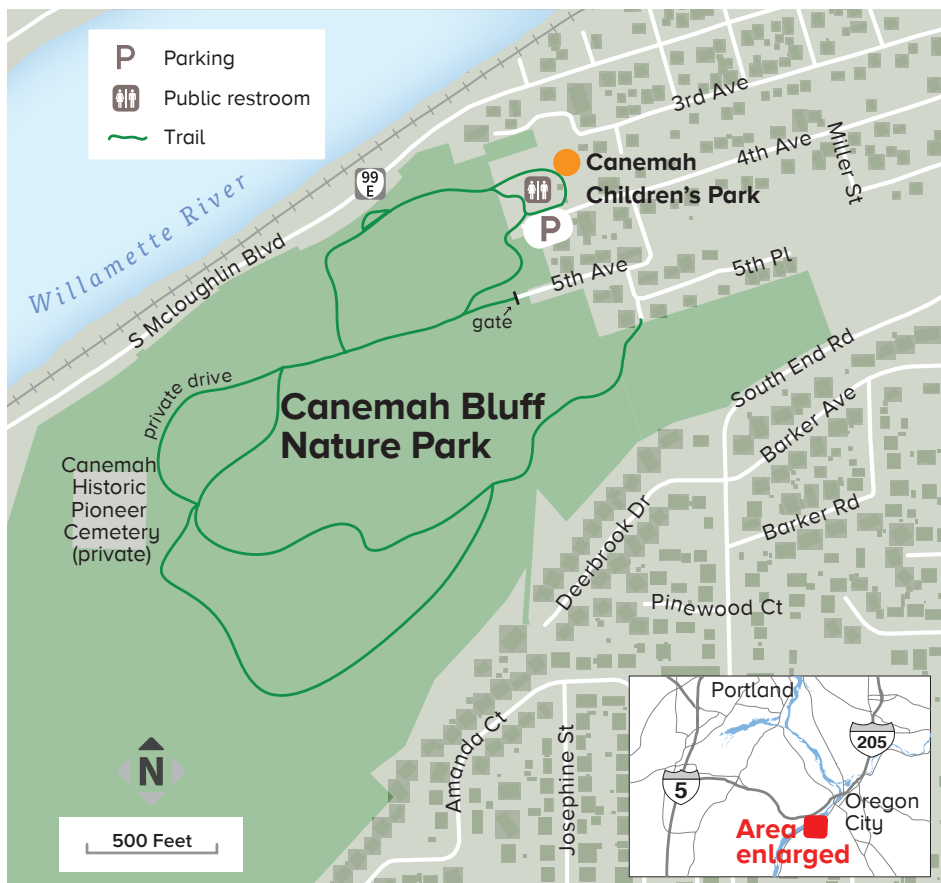 P Parking
Public restroom
Trail
3rd Ave
4th Ave
Miller St
99
E
Canemah
Children's Park
P
Willamette River
S Mcloughlin Blvd
5th Ave
5th Pl
gate
South End Rd
private drive
Canemah Bluff
Nature Park
Barker Ave
Canemah
Historic
Pioneer
Cemetery
(private)
Barker Rd
Deerbrook Dr
Pinewood Ct
Amanda Ct
Josephine St
N
500 Feet
Portland
205
5
Oregon
City
Area
enlarged